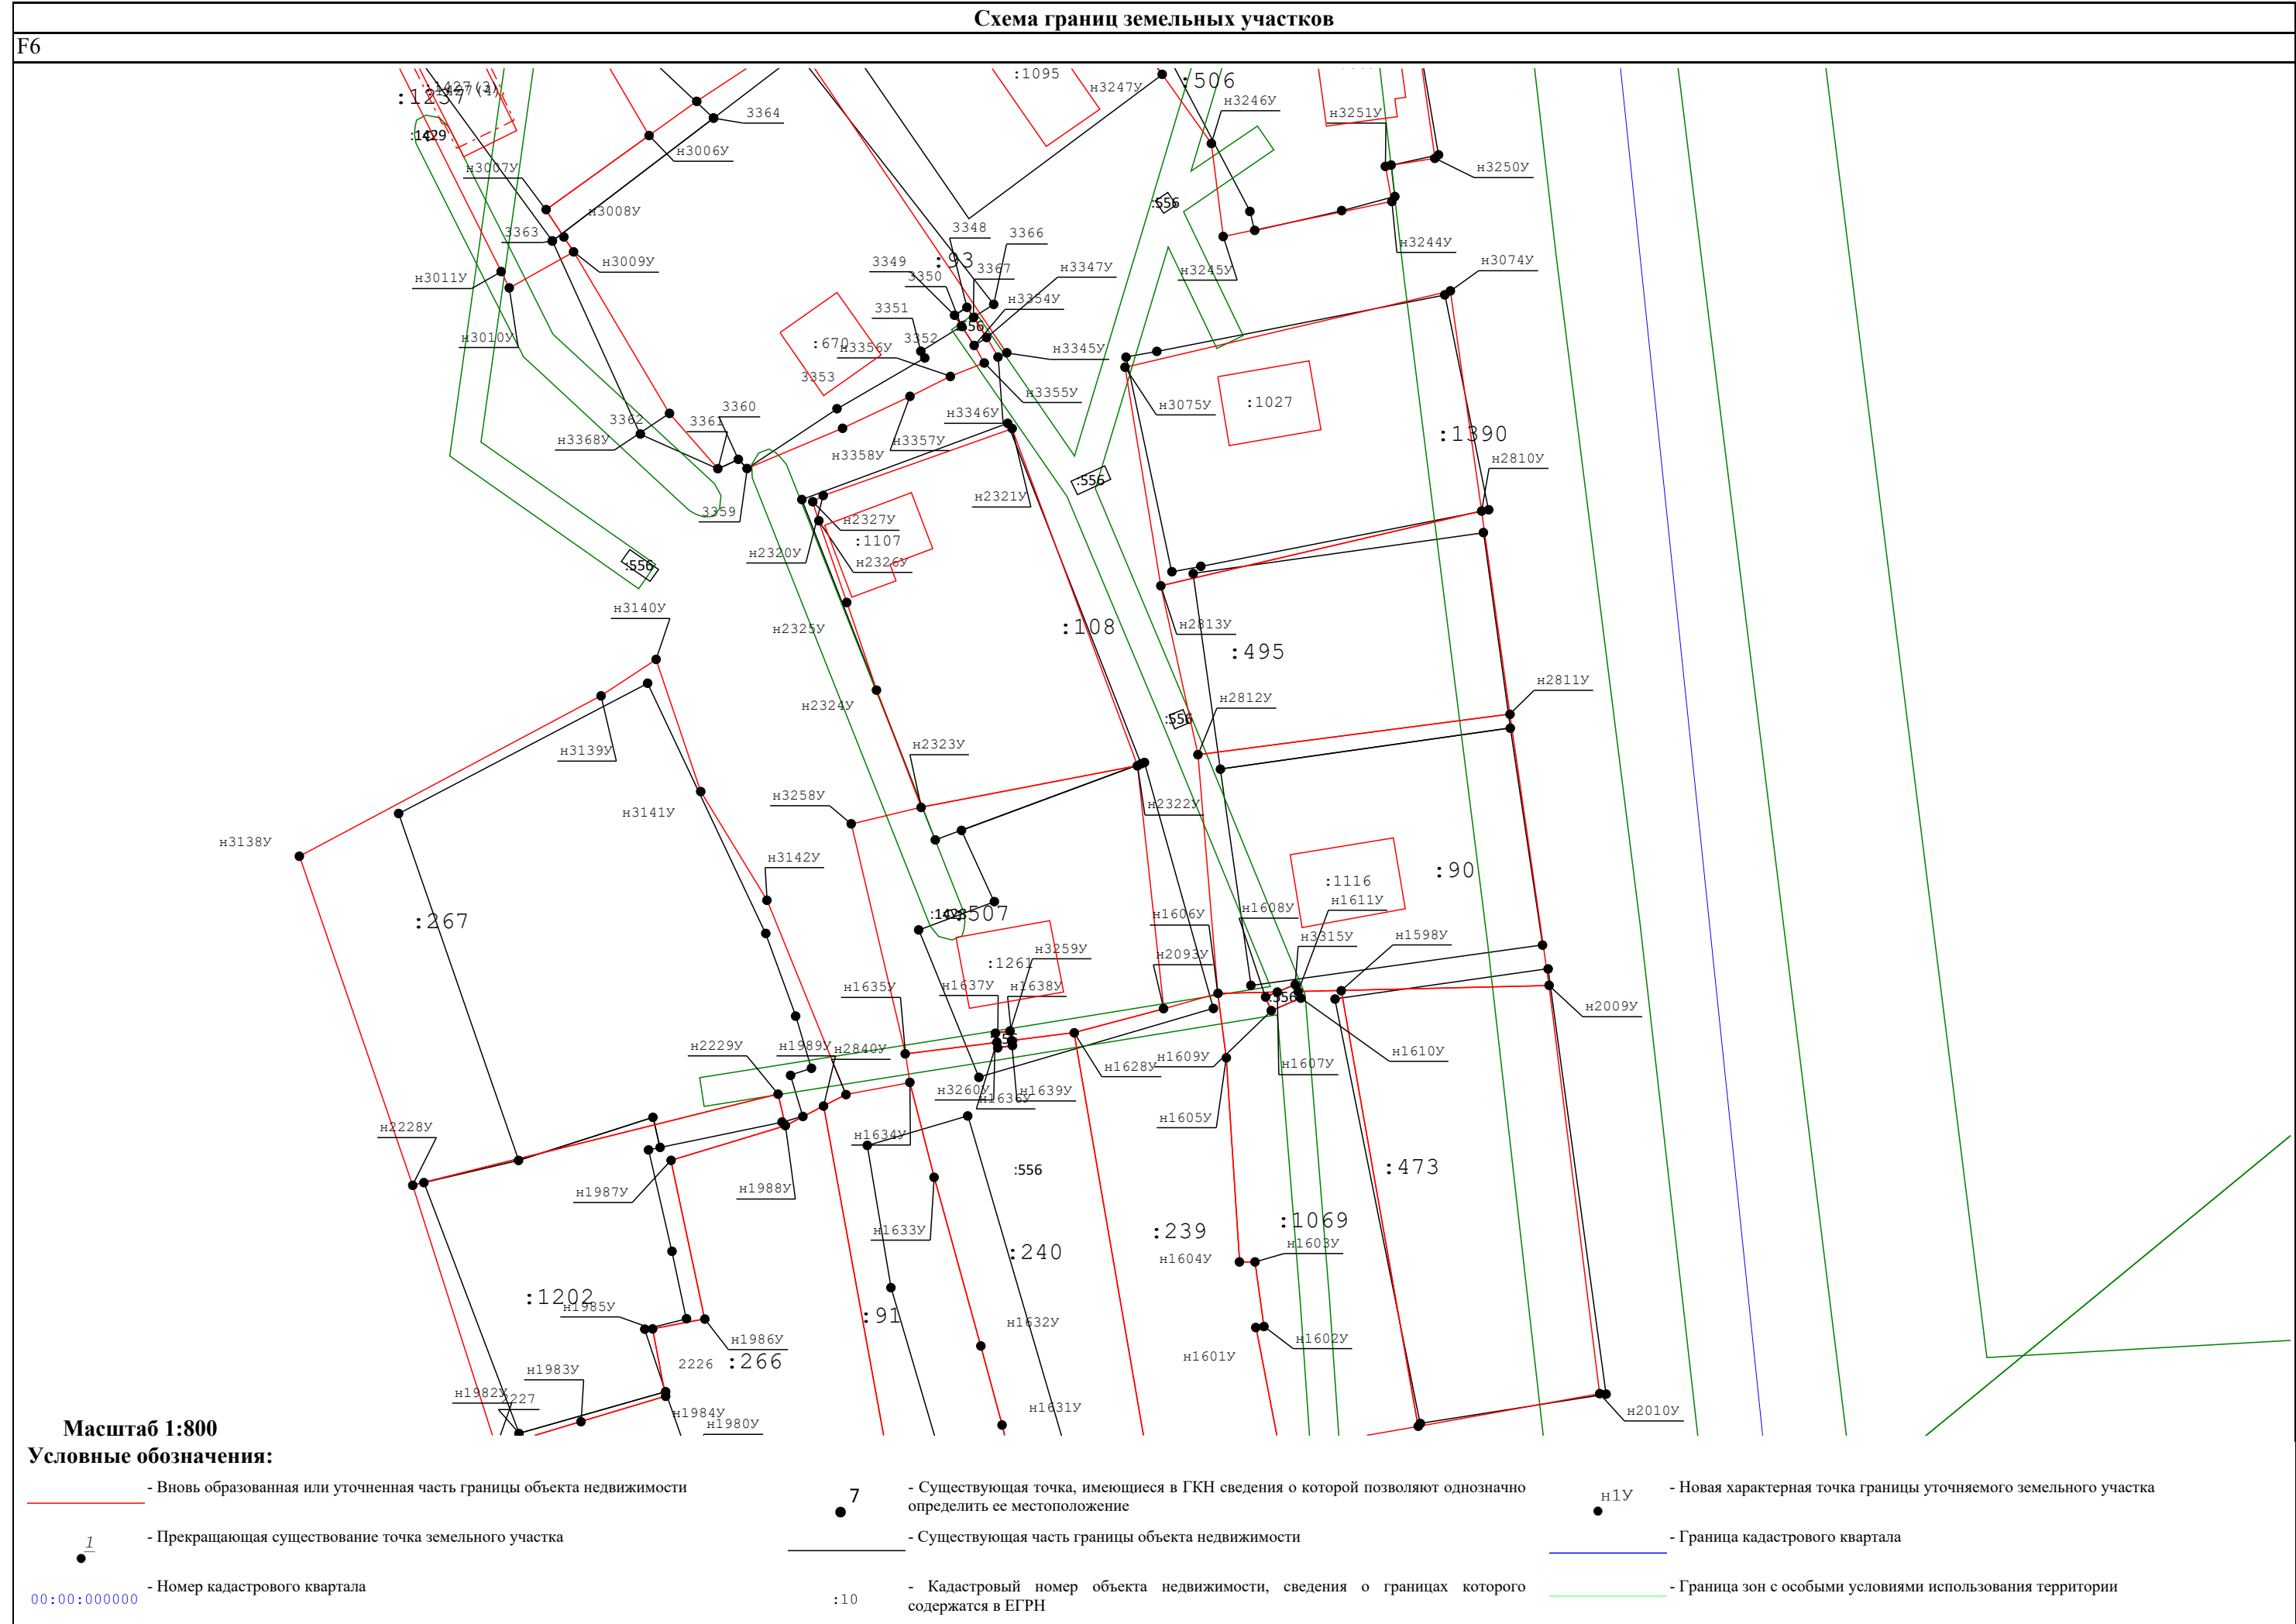 Схема границ земельных участков
F6
:1095
н3247У
:506
:1237
н3246У
3364
н3251У
:1429
н3006У
н3007У
н3250У
:556
н3008У
3363
3348
3366
н3244У
н3009У
3349
:93
3367
н3347У
н3074У
н3011У
3350
н3245У
н3354У
3351
:556
н3010У
:670
н3356У
3352
н3345У
3353
н3355У
:1027
3360
н3075У
3361
3362
н3346У
н3368У
н3357У
:1390
н3358У
н2810У
:556
н2321У
3359
н2327У
:1107
н2320У
н2326У
:556
н3140У
н2325У
:108
н2813У
:495
н2811У
н2812У
н2324У
:556
н3139У
н2323У
н3258У
н2322У
н3141У
н3138У
н3142У
:90
:1116
н1611У
:267
:507
н1606У
н1608У
н3315У
н1598У
н3259У
н2093У
:1261
н1635У
н1637У
н1638У
:556
н2009У
н2229У
н1989У
н2840У
н1610У
н1609У
н1607У
н1628У
н3260У
н1636У
н1639У
н1605У
н2228У
н1634У
:556
:473
н1987У
н1988У
:1069
н1633У
:239
н1603У
:240
н1604У
:1202
н1985У
:91
н1632У
н1986У
н1602У
н1601У
2226
:266
н1983У
н1982У
2227
н1984У
н1631У
н2010У
н1980У
Масштаб 1:800
Условные обозначения:
- Вновь образованная или уточненная часть границы объекта недвижимости
7
- Существующая точка, имеющиеся в ГКН сведения о которой позволяют однозначно
определить ее местоположение
н1У
- Новая характерная точка границы уточняемого земельного участка
1
- Прекращающая существование точка земельного участка
- Существующая часть границы объекта недвижимости
- Граница кадастрового квартала
00:00:000000
- Номер кадастрового квартала
:10
- Кадастровый номер объекта недвижимости, сведения о границах которого
содержатся в ЕГРН
- Граница зон с особыми условиями использования территории